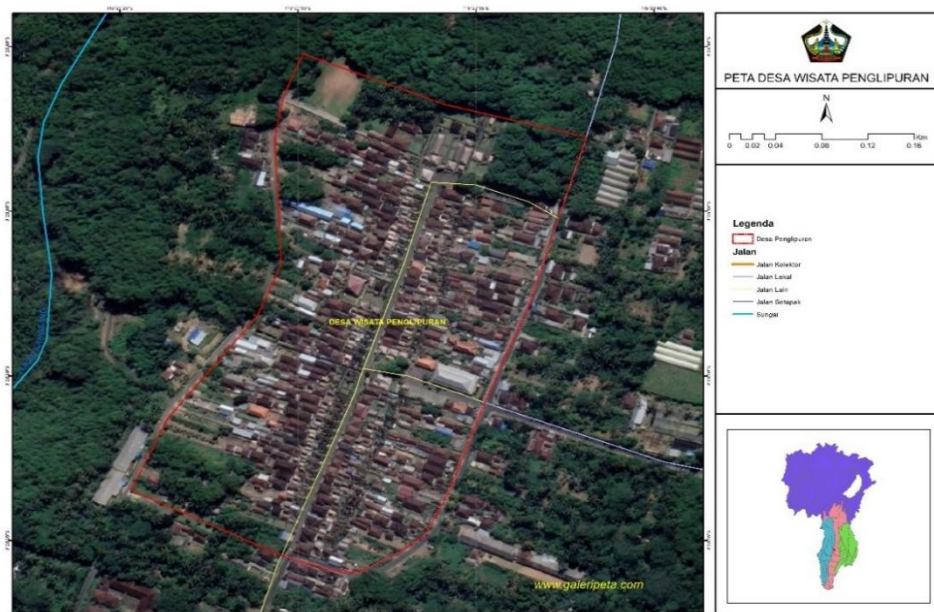 DESA WISATA PENGLIPURAN
www.galeripeta.com
PETA DESA WISATA PENGLIPURAN
N
Km
0 0.02 0.04 0.08 0.12 0.16
Legenda
Desa Penglipuran
Jalan
Jalan Kolektor
Jalan Lokal
Jalan Lain
Jalan Setapak
Sungai